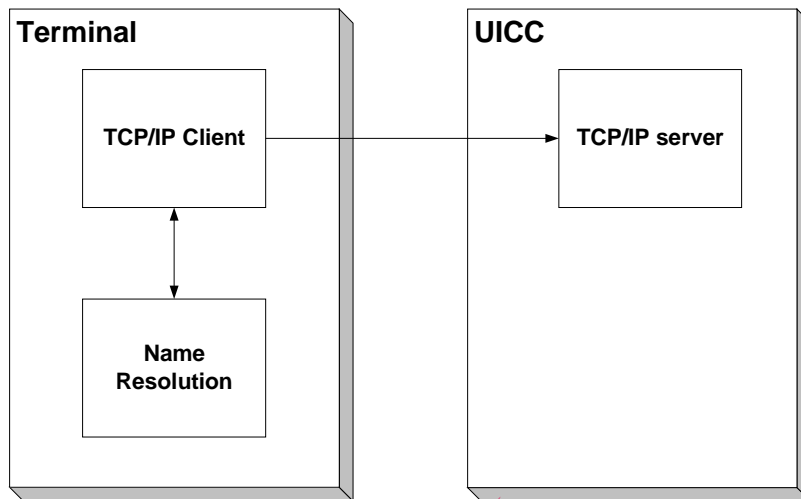 Terminal
UICC
TCP/IP Client
TCP/IP server
Name
Resolution